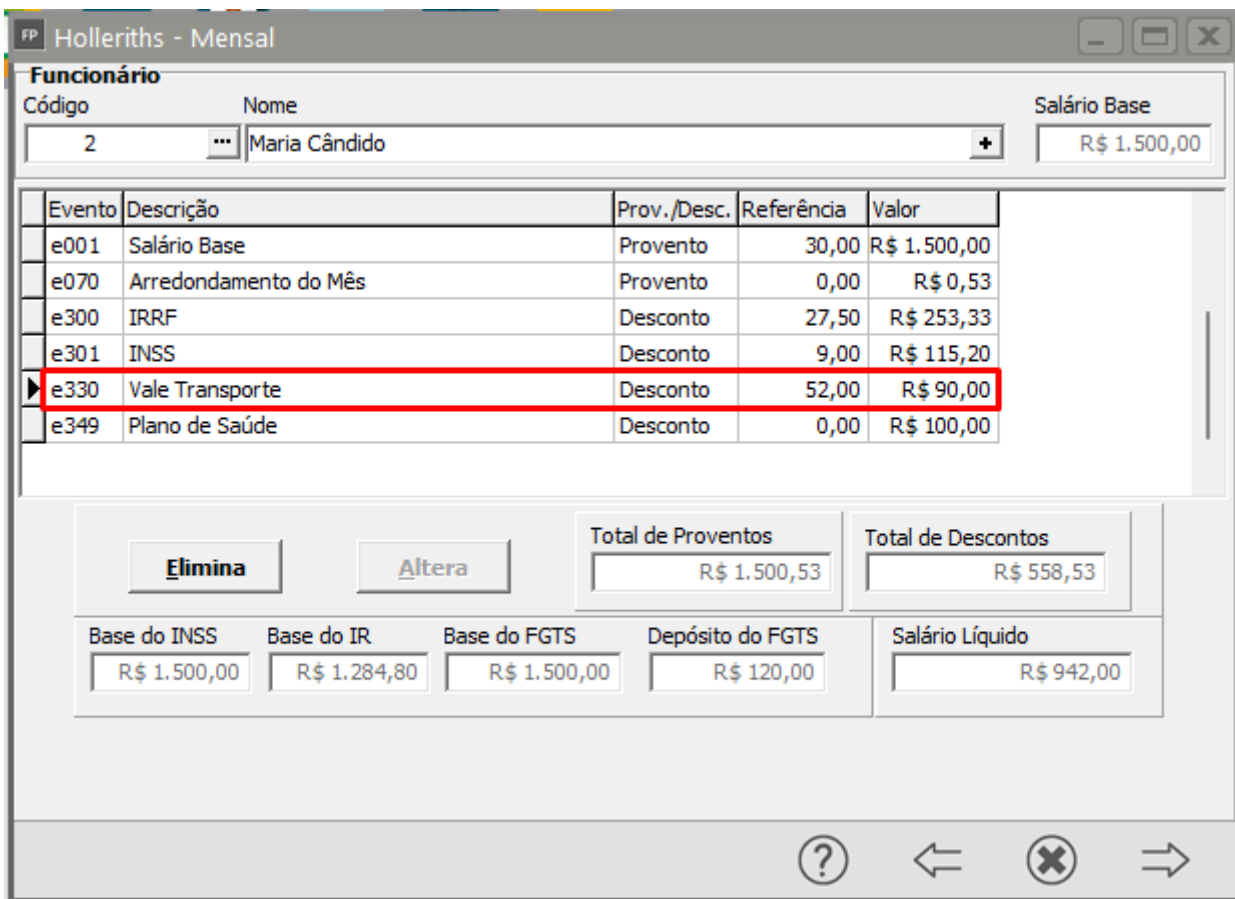 FP Holleriths - Mensal
Funcionário
Código Nome Salário Base
2 ... Maria Cândido + R$ 1.500,00
Evento Descrição Prov./Desc. Referência Valor
e001 Salário Base Provento 30,00 R$ 1.500,00
e070 Arredondamento do Mês Provento 0,00 R$ 0,53
e300 IRRF Desconto 27,50 R$ 253,33
e301 INSS Desconto 9,00 R$ 115,20
e330 Vale Transporte Desconto 52,00 R$ 90,00
e349 Plano de Saúde Desconto 0,00 R$ 100,00
Total de Proventos Total de Descontos
Elimina Altera R$ 1.500,53 R$ 558,53
Base do INSS Base do IR Base do FGTS Depósito do FGTS Salário Líquido
R$ 1.500,00 R$ 1.284,80 R$ 1.500,00 R$ 120,00 R$ 942,00
?